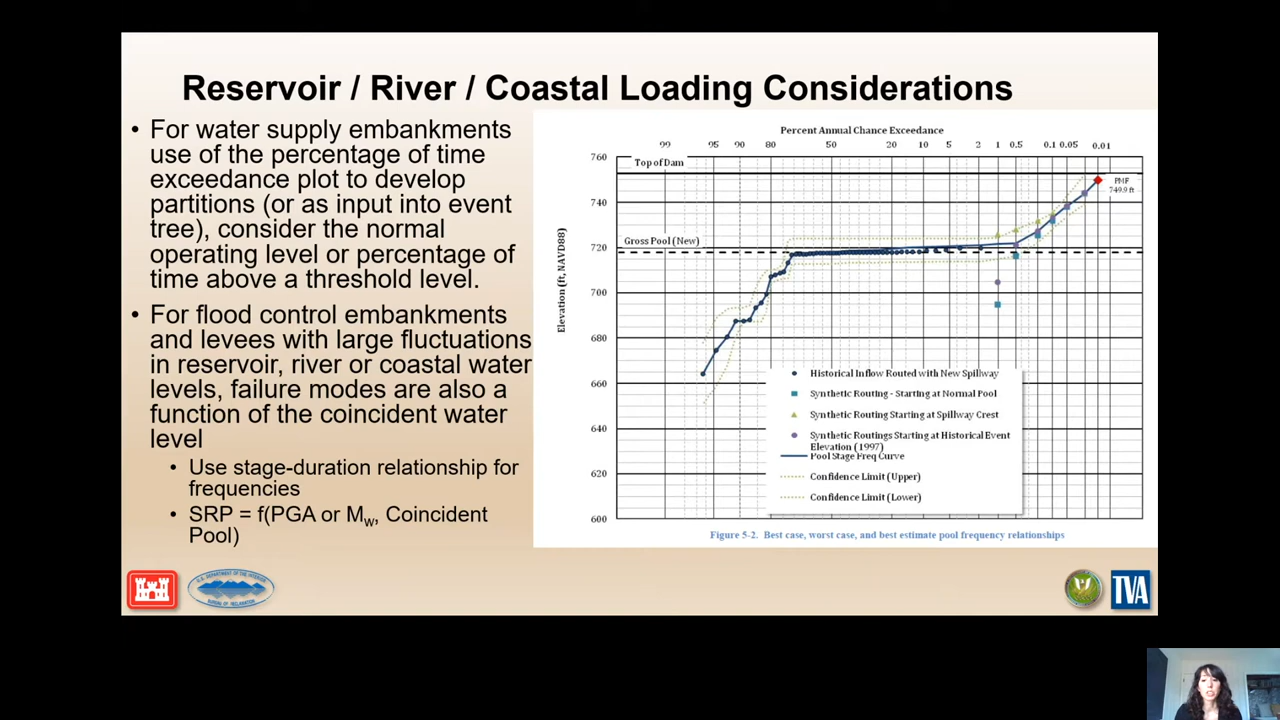 Reservoir / River / Coastal Loading Considerations
• For water supply embankments
use of the percentage of time
exceedance plot to develop
partitions (or as input into event
tree), consider the normal
operating level or percentage of
time above a threshold level.
• For flood control embankments
and levees with large fluctuations
in reservoir, river or coastal water
levels, failure modes are also a
function of the coincident water
level
• Use stage-duration relationship for
frequencies
• SRP = f(PGA or Mw, Coincident
Pool)
Percent Annual Chance Exceedance
99 95 90 80 50 20 10 5 2 1 0.5 0.1 0.05 0.01
Elevation (ft, NAVD88)
760
740
720
700
680
660
640
620
600
Top of Dam
PMF
749.9 ft
Gross Pool (New)
Historical Inflow Routed with New Spillway
Synthetic Routing - Starting at Normal Pool
Synthetic Routing Starting at Spillway Crest
Synthetic Routings Starting at Historical Event
Elevation (1997)
Pool Stage Freq Curve
Confidence Limit (Upper)
Confidence Limit (Lower)
Figure 5-2. Best case, worst case, and best estimate pool frequency relationships
U.S. DEPARTMENT OF THE INTERIOR
BUREAU OF RECLAMATION
TVA